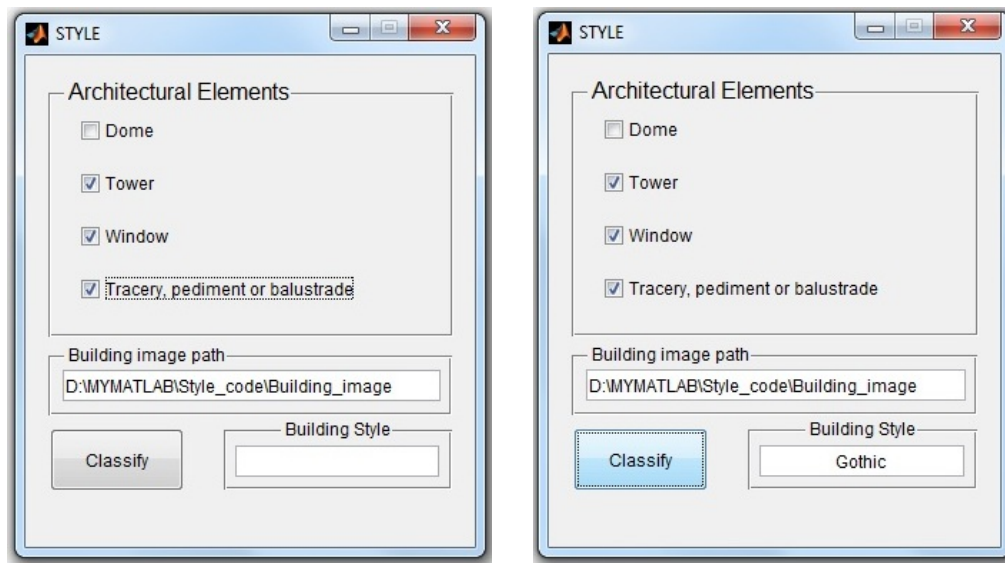 STYLE
Architectural Elements
Dome
Tower
Window
Tracery, pediment or balustrade
Building image path
D:\MYMATLAB\Style_code\Building_image
Building Style
Classify
STYLE
Architectural Elements
Dome
Tower
Window
Tracery, pediment or balustrade
Building image path
D:\MYMATLAB\Style_code\Building_image
Building Style
Classify
Gothic